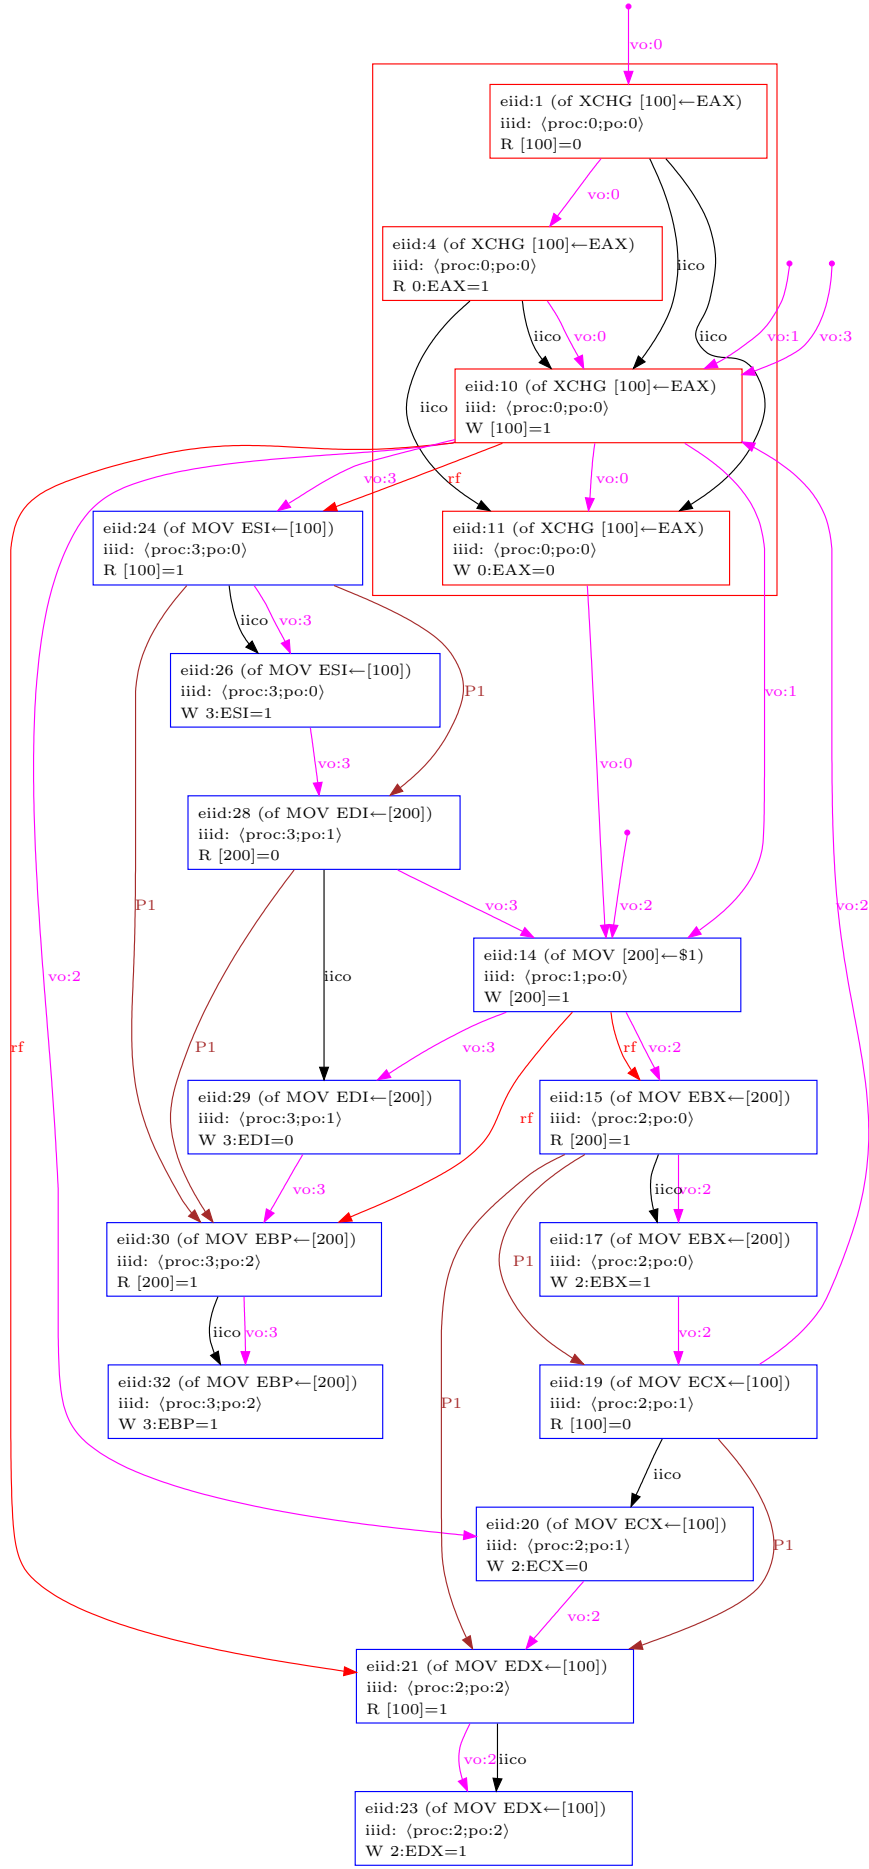 vo:0
eiid:1 (of XCHG [100]←EAX)
iiid: ⟨proc:0;po:0⟩
R [100]=0
vo:0
eiid:4 (of XCHG [100]←EAX)
iiid: ⟨proc:0;po:0⟩
R 0:EAX=1
iico
iico
vo:0
iico
vo:1
vo:3
iico
eiid:10 (of XCHG [100]←EAX)
iiid: ⟨proc:0;po:0⟩
W [100]=1
vo:3
rf
vo:0
eiid:24 (of MOV ESI←[100])
iiid: ⟨proc:3;po:0⟩
R [100]=1
eiid:11 (of XCHG [100]←EAX)
iiid: ⟨proc:0;po:0⟩
W 0:EAX=0
iico
vo:3
eiid:26 (of MOV ESI←[100])
iiid: ⟨proc:3;po:0⟩
W 3:ESI=1
P1
vo:1
vo:3
vo:0
eiid:28 (of MOV EDI←[200])
iiid: ⟨proc:3;po:1⟩
R [200]=0
P1
vo:3
vo:2
vo:2
eiid:14 (of MOV [200]←$1)
iiid: ⟨proc:1;po:0⟩
W [200]=1
vo:2
iico
rf
P1
vo:3
rf
vo:2
eiid:29 (of MOV EDI←[200])
iiid: ⟨proc:3;po:1⟩
W 3:EDI=0
rf
eiid:15 (of MOV EBX←[200])
iiid: ⟨proc:2;po:0⟩
R [200]=1
vo:3
iico
vo:2
eiid:30 (of MOV EBP←[200])
iiid: ⟨proc:3;po:2⟩
R [200]=1
P1
eiid:17 (of MOV EBX←[200])
iiid: ⟨proc:2;po:0⟩
W 2:EBX=1
iico
vo:3
vo:2
eiid:32 (of MOV EBP←[200])
iiid: ⟨proc:3;po:2⟩
W 3:EBP=1
P1
eiid:19 (of MOV ECX←[100])
iiid: ⟨proc:2;po:1⟩
R [100]=0
iico
eiid:20 (of MOV ECX←[100])
iiid: ⟨proc:2;po:1⟩
W 2:ECX=0
P1
vo:2
eiid:21 (of MOV EDX←[100])
iiid: ⟨proc:2;po:2⟩
R [100]=1
vo:2
iico
eiid:23 (of MOV EDX←[100])
iiid: ⟨proc:2;po:2⟩
W 2:EDX=1